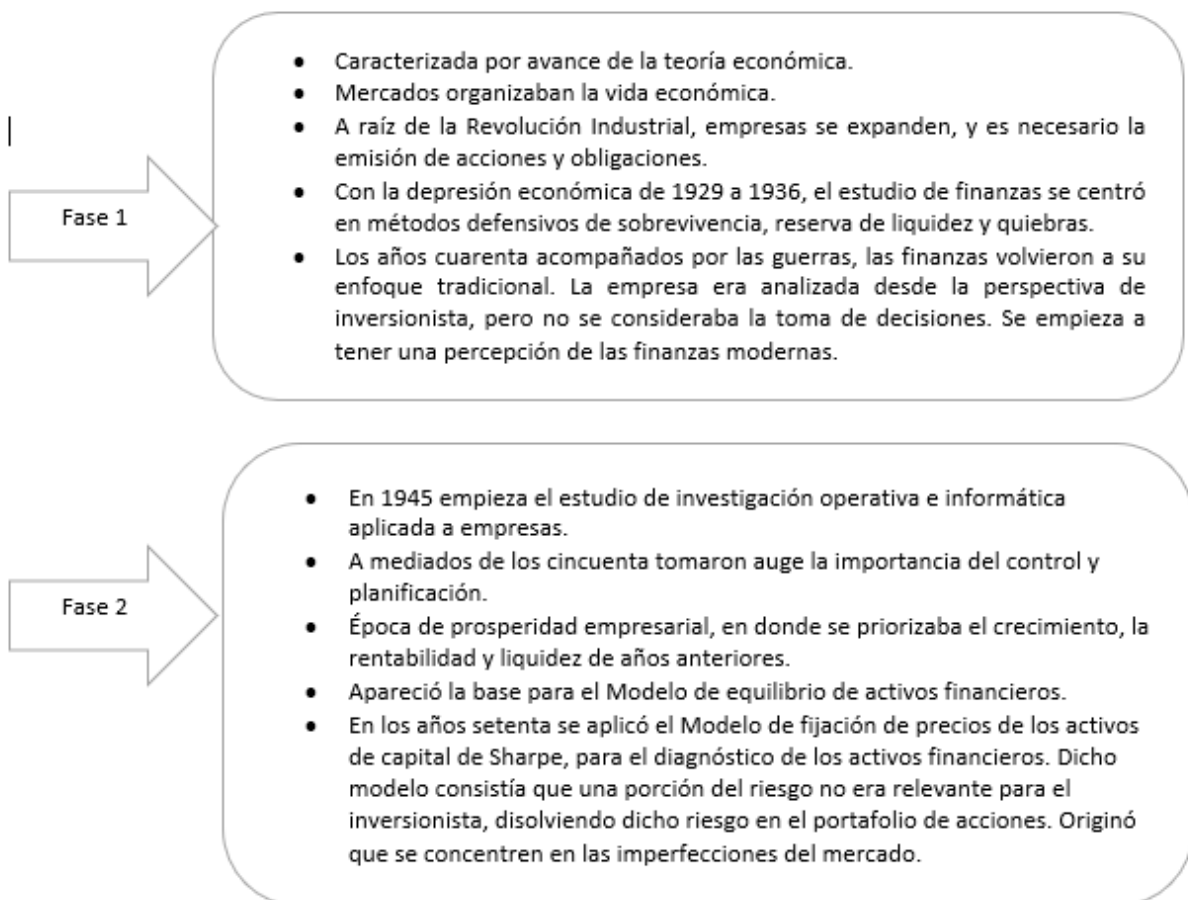 Fase 1
• Caracterizada por avance de la teoría económica.
• Mercados organizaban la vida económica.
• A raíz de la Revolución Industrial, empresas se expanden, y es necesario la
emisión de acciones y obligaciones.
• Con la depresión económica de 1929 a 1936, el estudio de finanzas se centró
en métodos defensivos de sobrevivencia, reserva de liquidez y quiebras.
• Los años cuarenta acompañados por las guerras, las finanzas volvieron a su
enfoque tradicional. La empresa era analizada desde la perspectiva de
inversionista, pero no se consideraba la toma de decisiones. Se empieza a
tener una percepción de las finanzas modernas.
Fase 2
• En 1945 empieza el estudio de investigación operativa e informática
aplicada a empresas.
• A mediados de los cincuenta tomaron auge la importancia del control y
planificación.
• Época de prosperidad empresarial, en donde se priorizaba el crecimiento, la
rentabilidad y liquidez de años anteriores.
• Apareció la base para el Modelo de equilibrio de activos financieros.
• En los años setenta se aplicó el Modelo de fijación de precios de los activos
de capital de Sharpe, para el diagnóstico de los activos financieros. Dicho
modelo consistía que una porción del riesgo no era relevante para el
inversionista, disolviendo dicho riesgo en el portafolio de acciones. Originó
que se concentren en las imperfecciones del mercado.